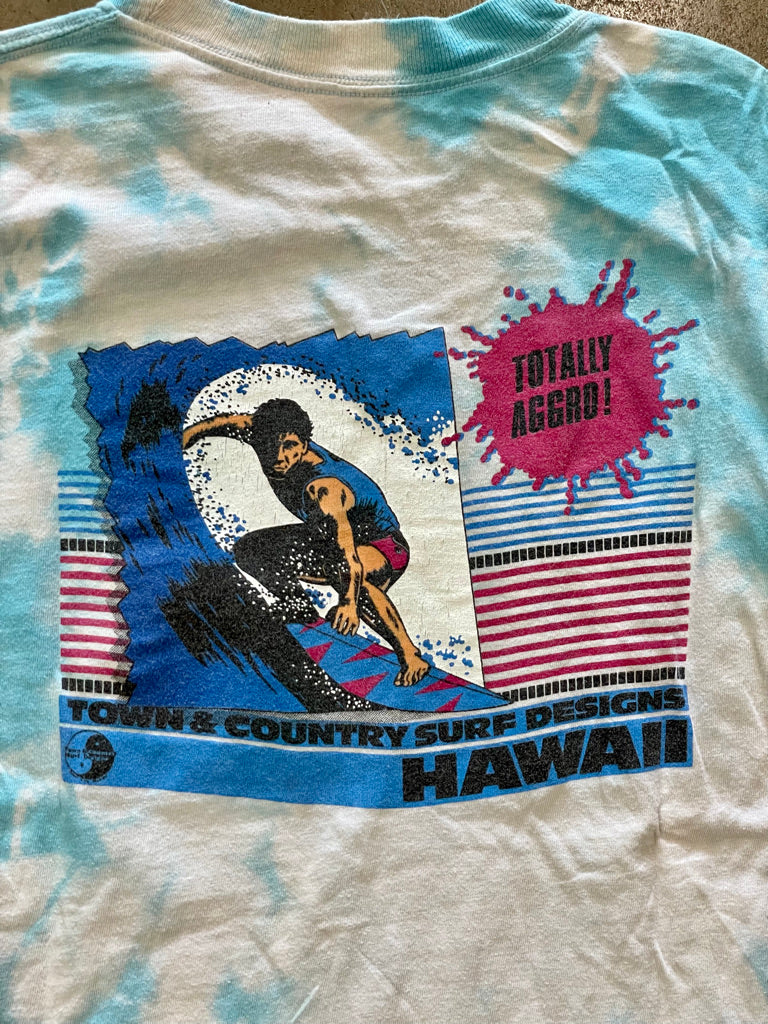 TOTALLY
AGGRO!
TOWN & COUNTRY SURF DESIGNS
HAWAII